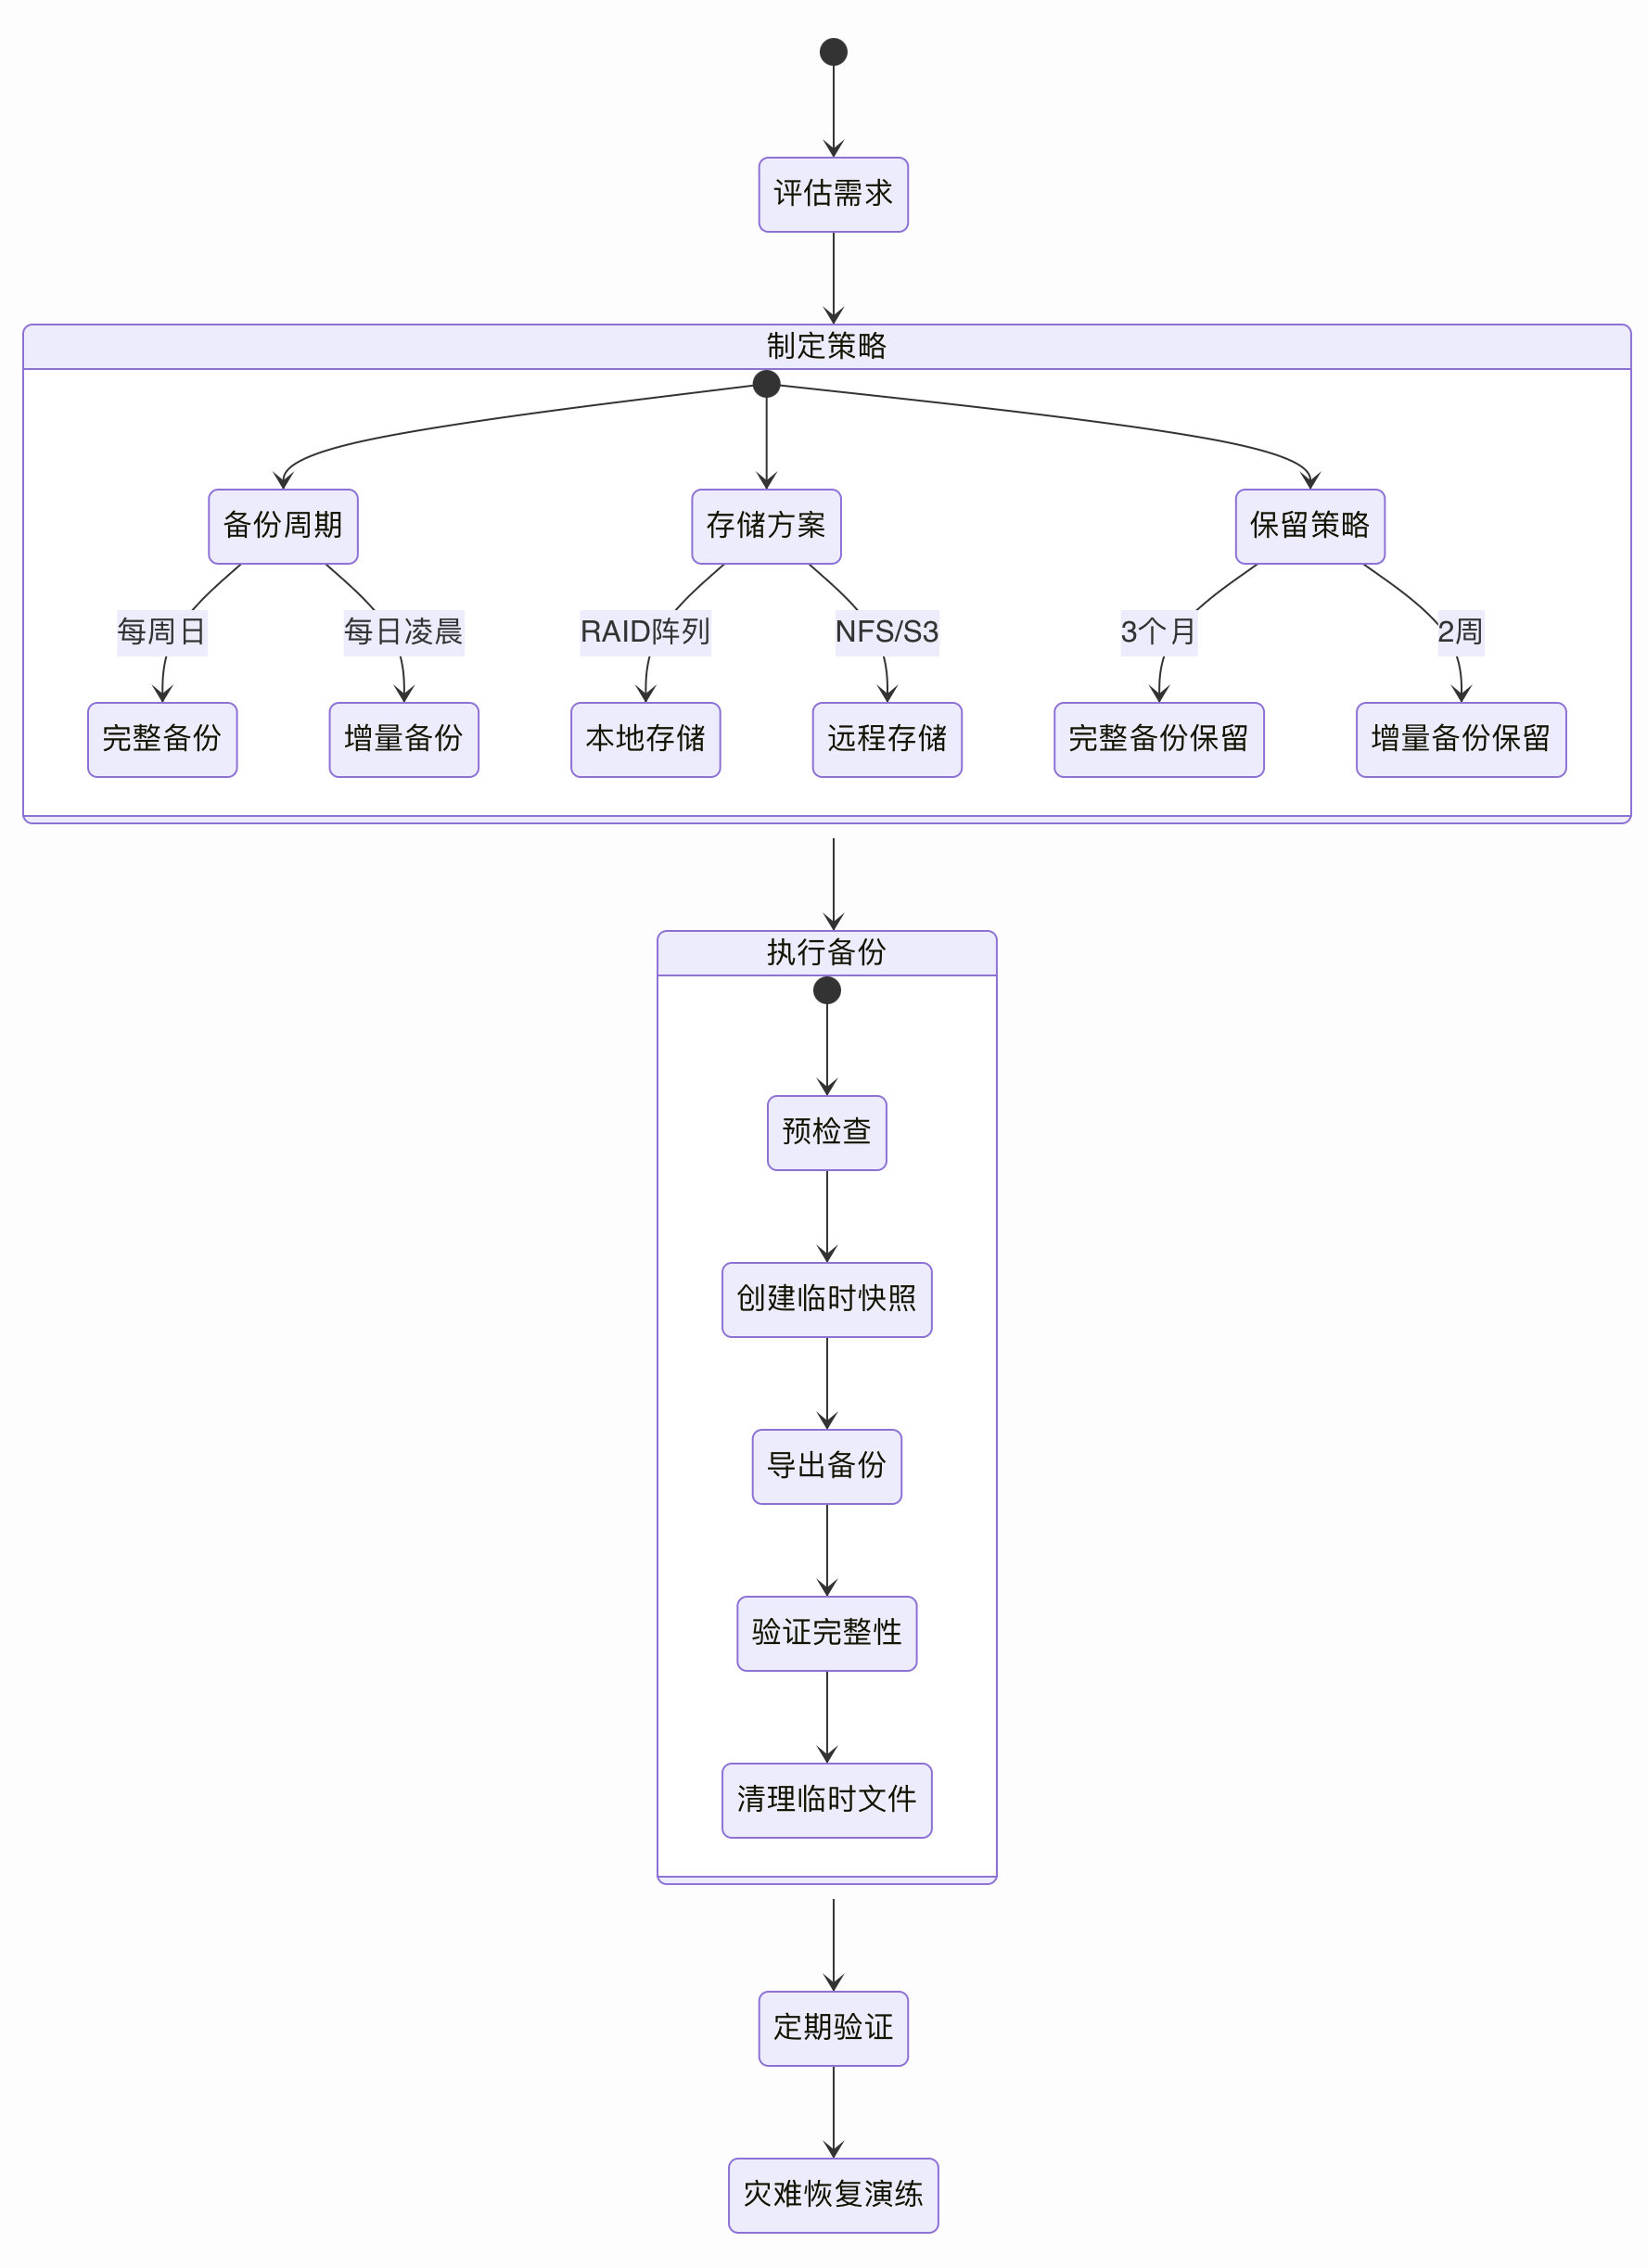 评估需求
制定策略
备份周期
存储方案
保留策略
每周日
每日凌晨
RAID阵列
NFS/S3
3个月
2周
完整备份
增量备份
本地存储
远程存储
完整备份保留
增量备份保留
执行备份
预检查
创建临时快照
导出备份
验证完整性
清理临时文件
定期验证
灾难恢复演练